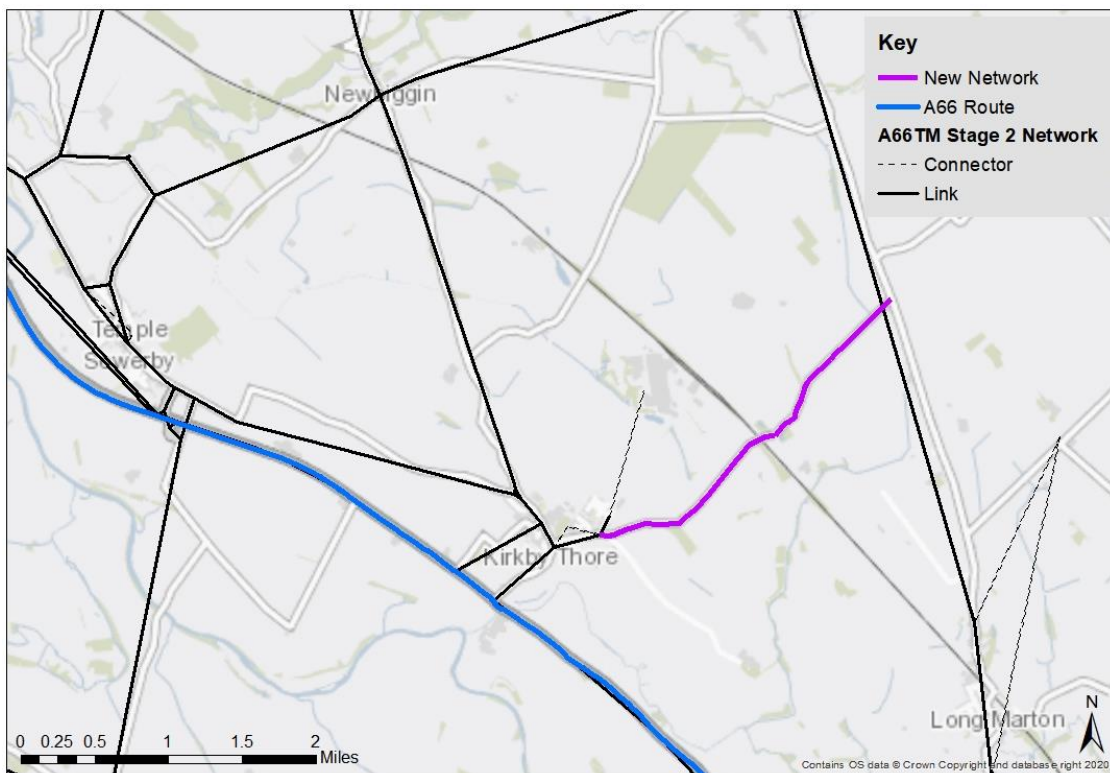 Key
New Network
A66 Route
A66TM Stage 2 Network
Connector
Link
Newbiggin
Temple
Sowerby
Kirkby Thore
Long Marton
N
0 0.25 0.5 1 1.5 2
Miles
Contains OS data © Crown Copyright and database right 2020